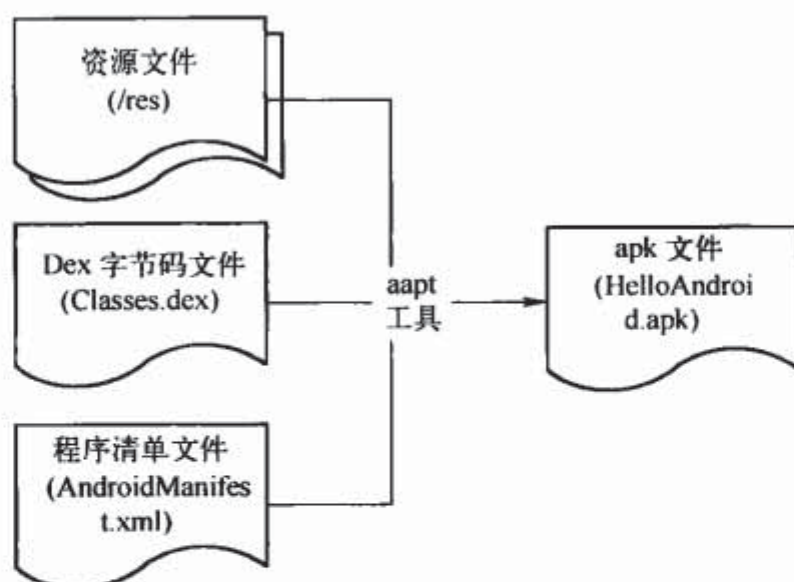 资源文件
(/res)
Dex 字节码文件
(Classes.dex)
aapt
工具
apk 文件
(HelloAndroi
d.apk)
程序清单文件
(AndroidManifes
t.xml)